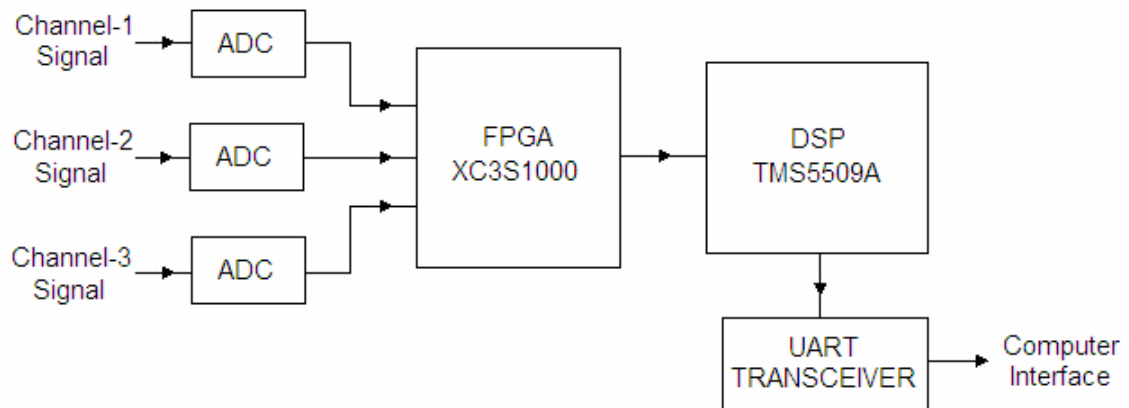 Channel-1
Signal
ADC
Channel-2
Signal
ADC
Channel-3
Signal
ADC
FPGA
XC3S1000
DSP
TMS5509A
UART
TRANSCEIVER
Computer
Interface